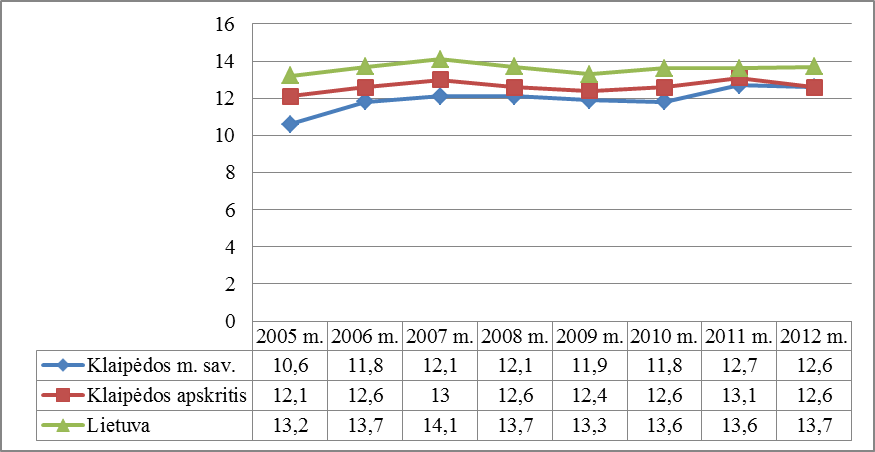 16
14
12
10
8
6
4
2
0
2005 m. 2006 m. 2007 m. 2008 m. 2009 m. 2010 m. 2011 m. 2012 m.
Klaipėdos m. sav. 10,6 11,8 12,1 12,1 11,9 11,8 12,7 12,6
Klaipėdos apskritis 12,1 12,6 13 12,6 12,4 12,6 13,1 12,6
Lietuva 13,2 13,7 14,1 13,7 13,3 13,6 13,6 13,7